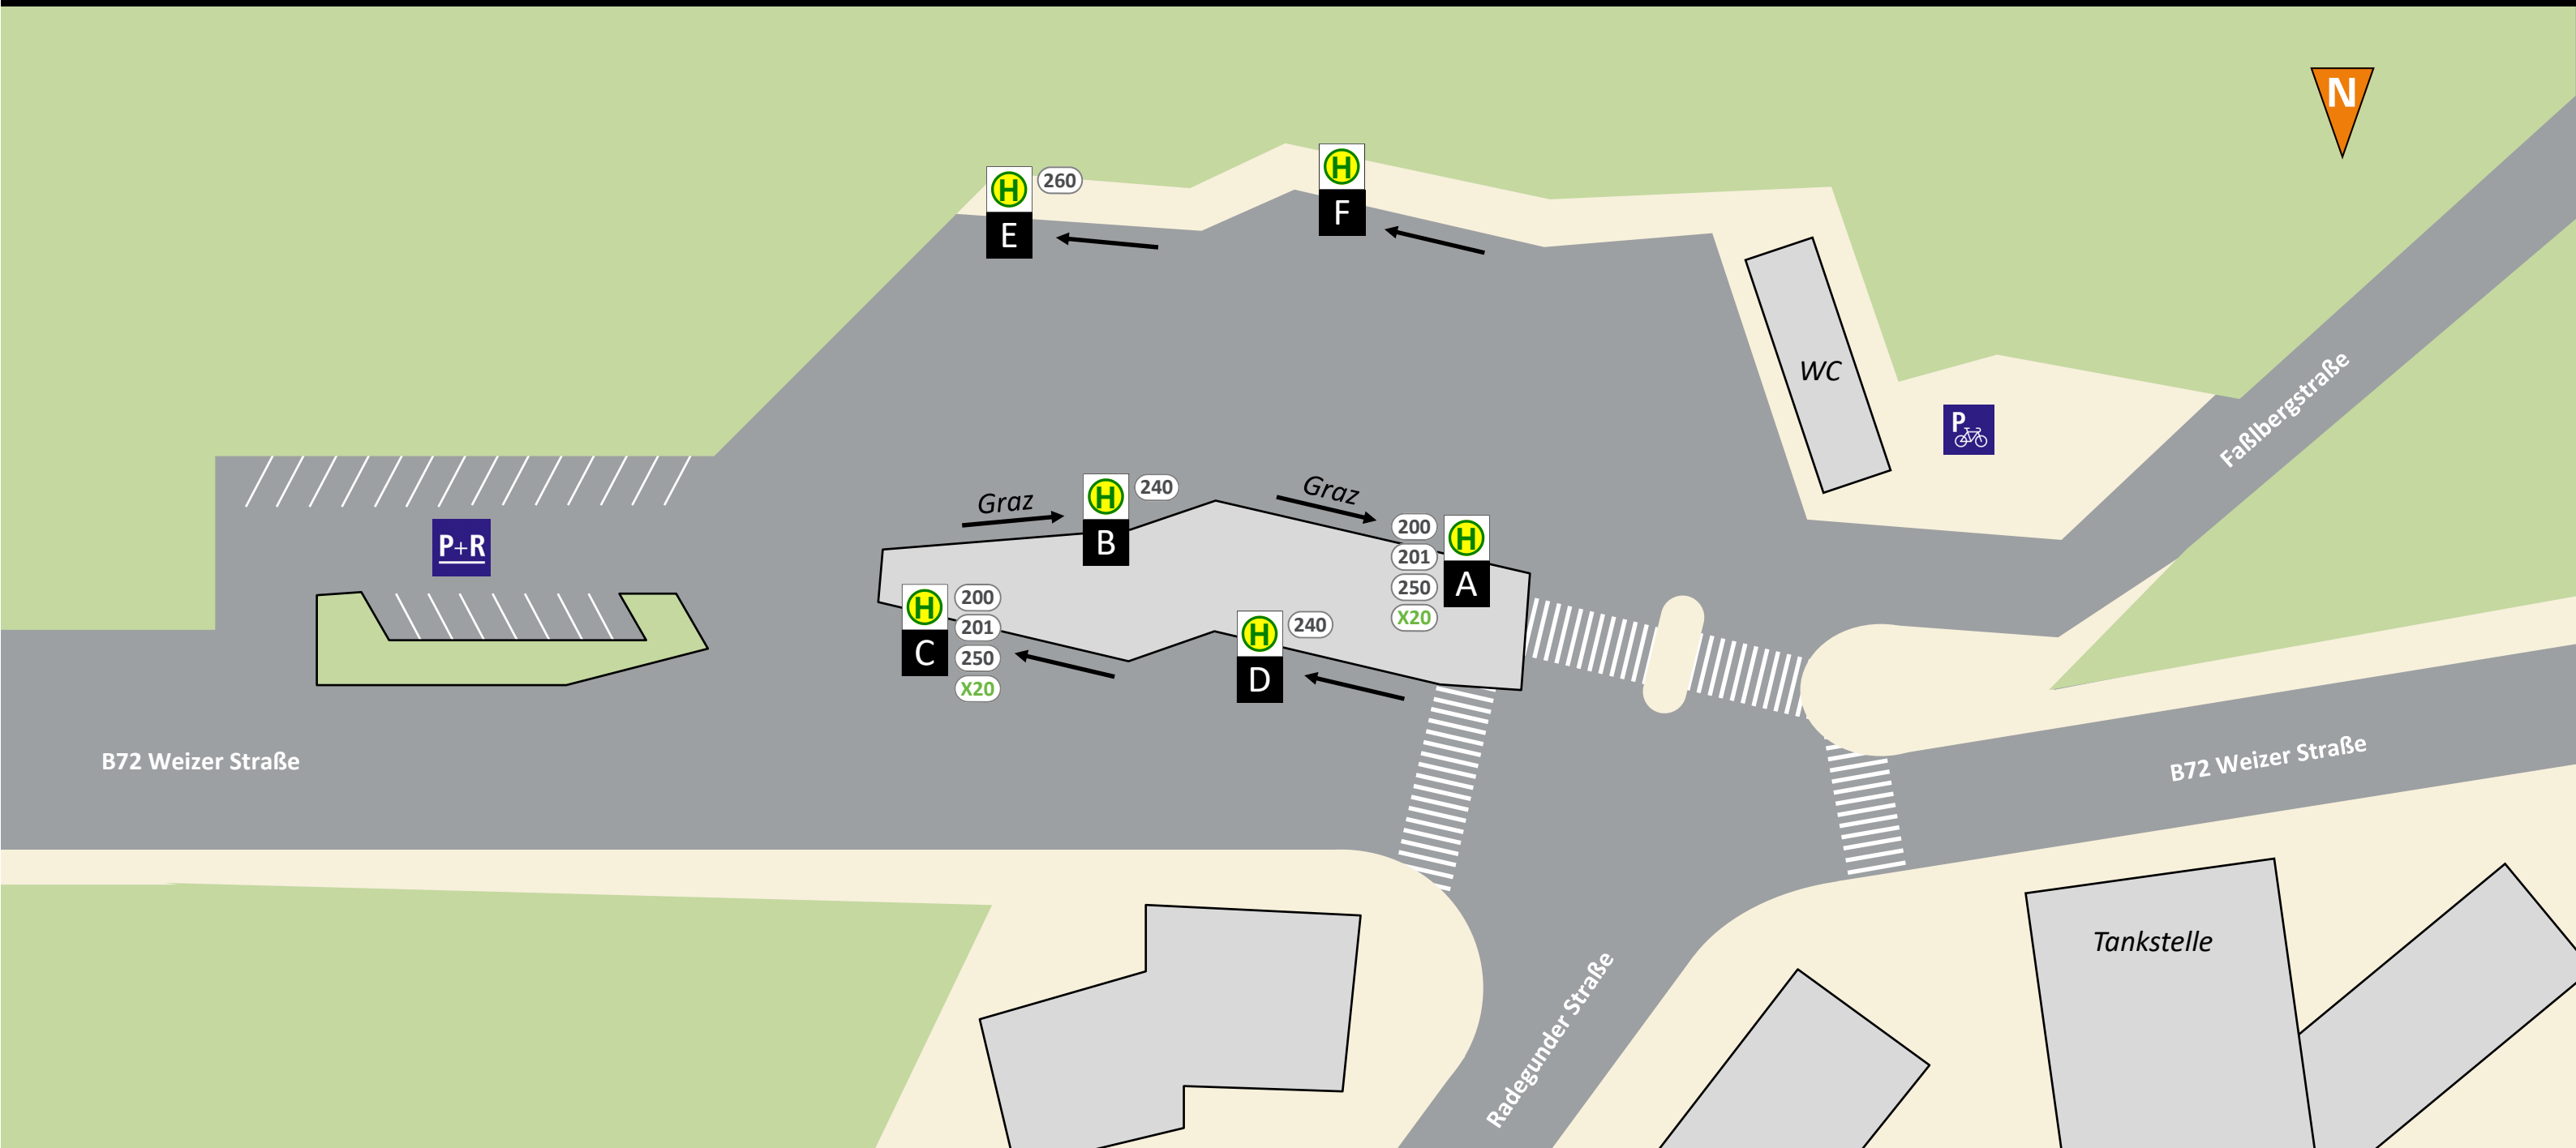 N
H
260
E
H
F
WC
P
Faßlbergstraße
Graz
H
240
B
Graz
200
201
250
X20
H
A
P+R
H
C
200
201
250
X20
H
240
D
B72 Weizer Straße
B72 Weizer Straße
Tankstelle
Radegunder Straße